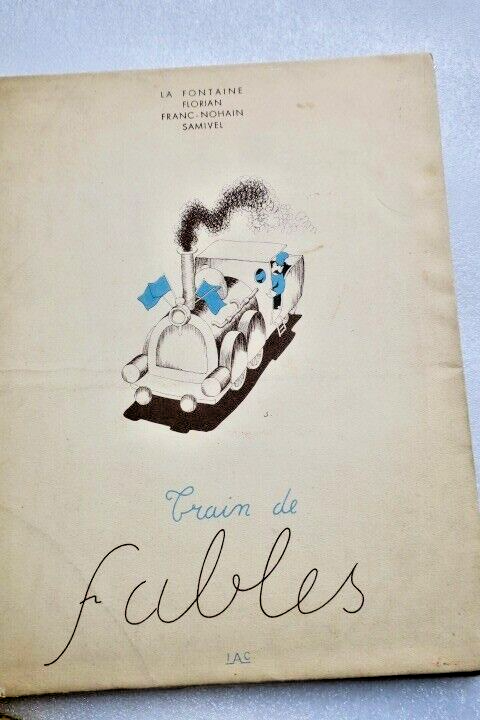 LA FONTAINE
FLORIAN
FRANC-NOHAIN
SAMIVEL
S.
Train de
fables
IAC